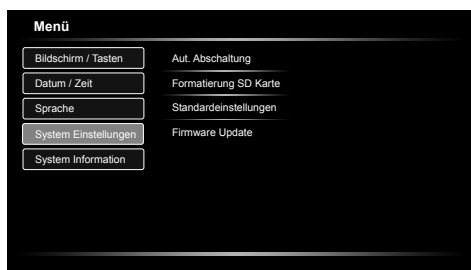 Menü
Bildschirm / Tasten
Datum / Zeit
Sprache
System Einstellungen
System Information
Aut. Abschaltung
Formatierung SD Karte
Standardeinstellungen
Firmware Update